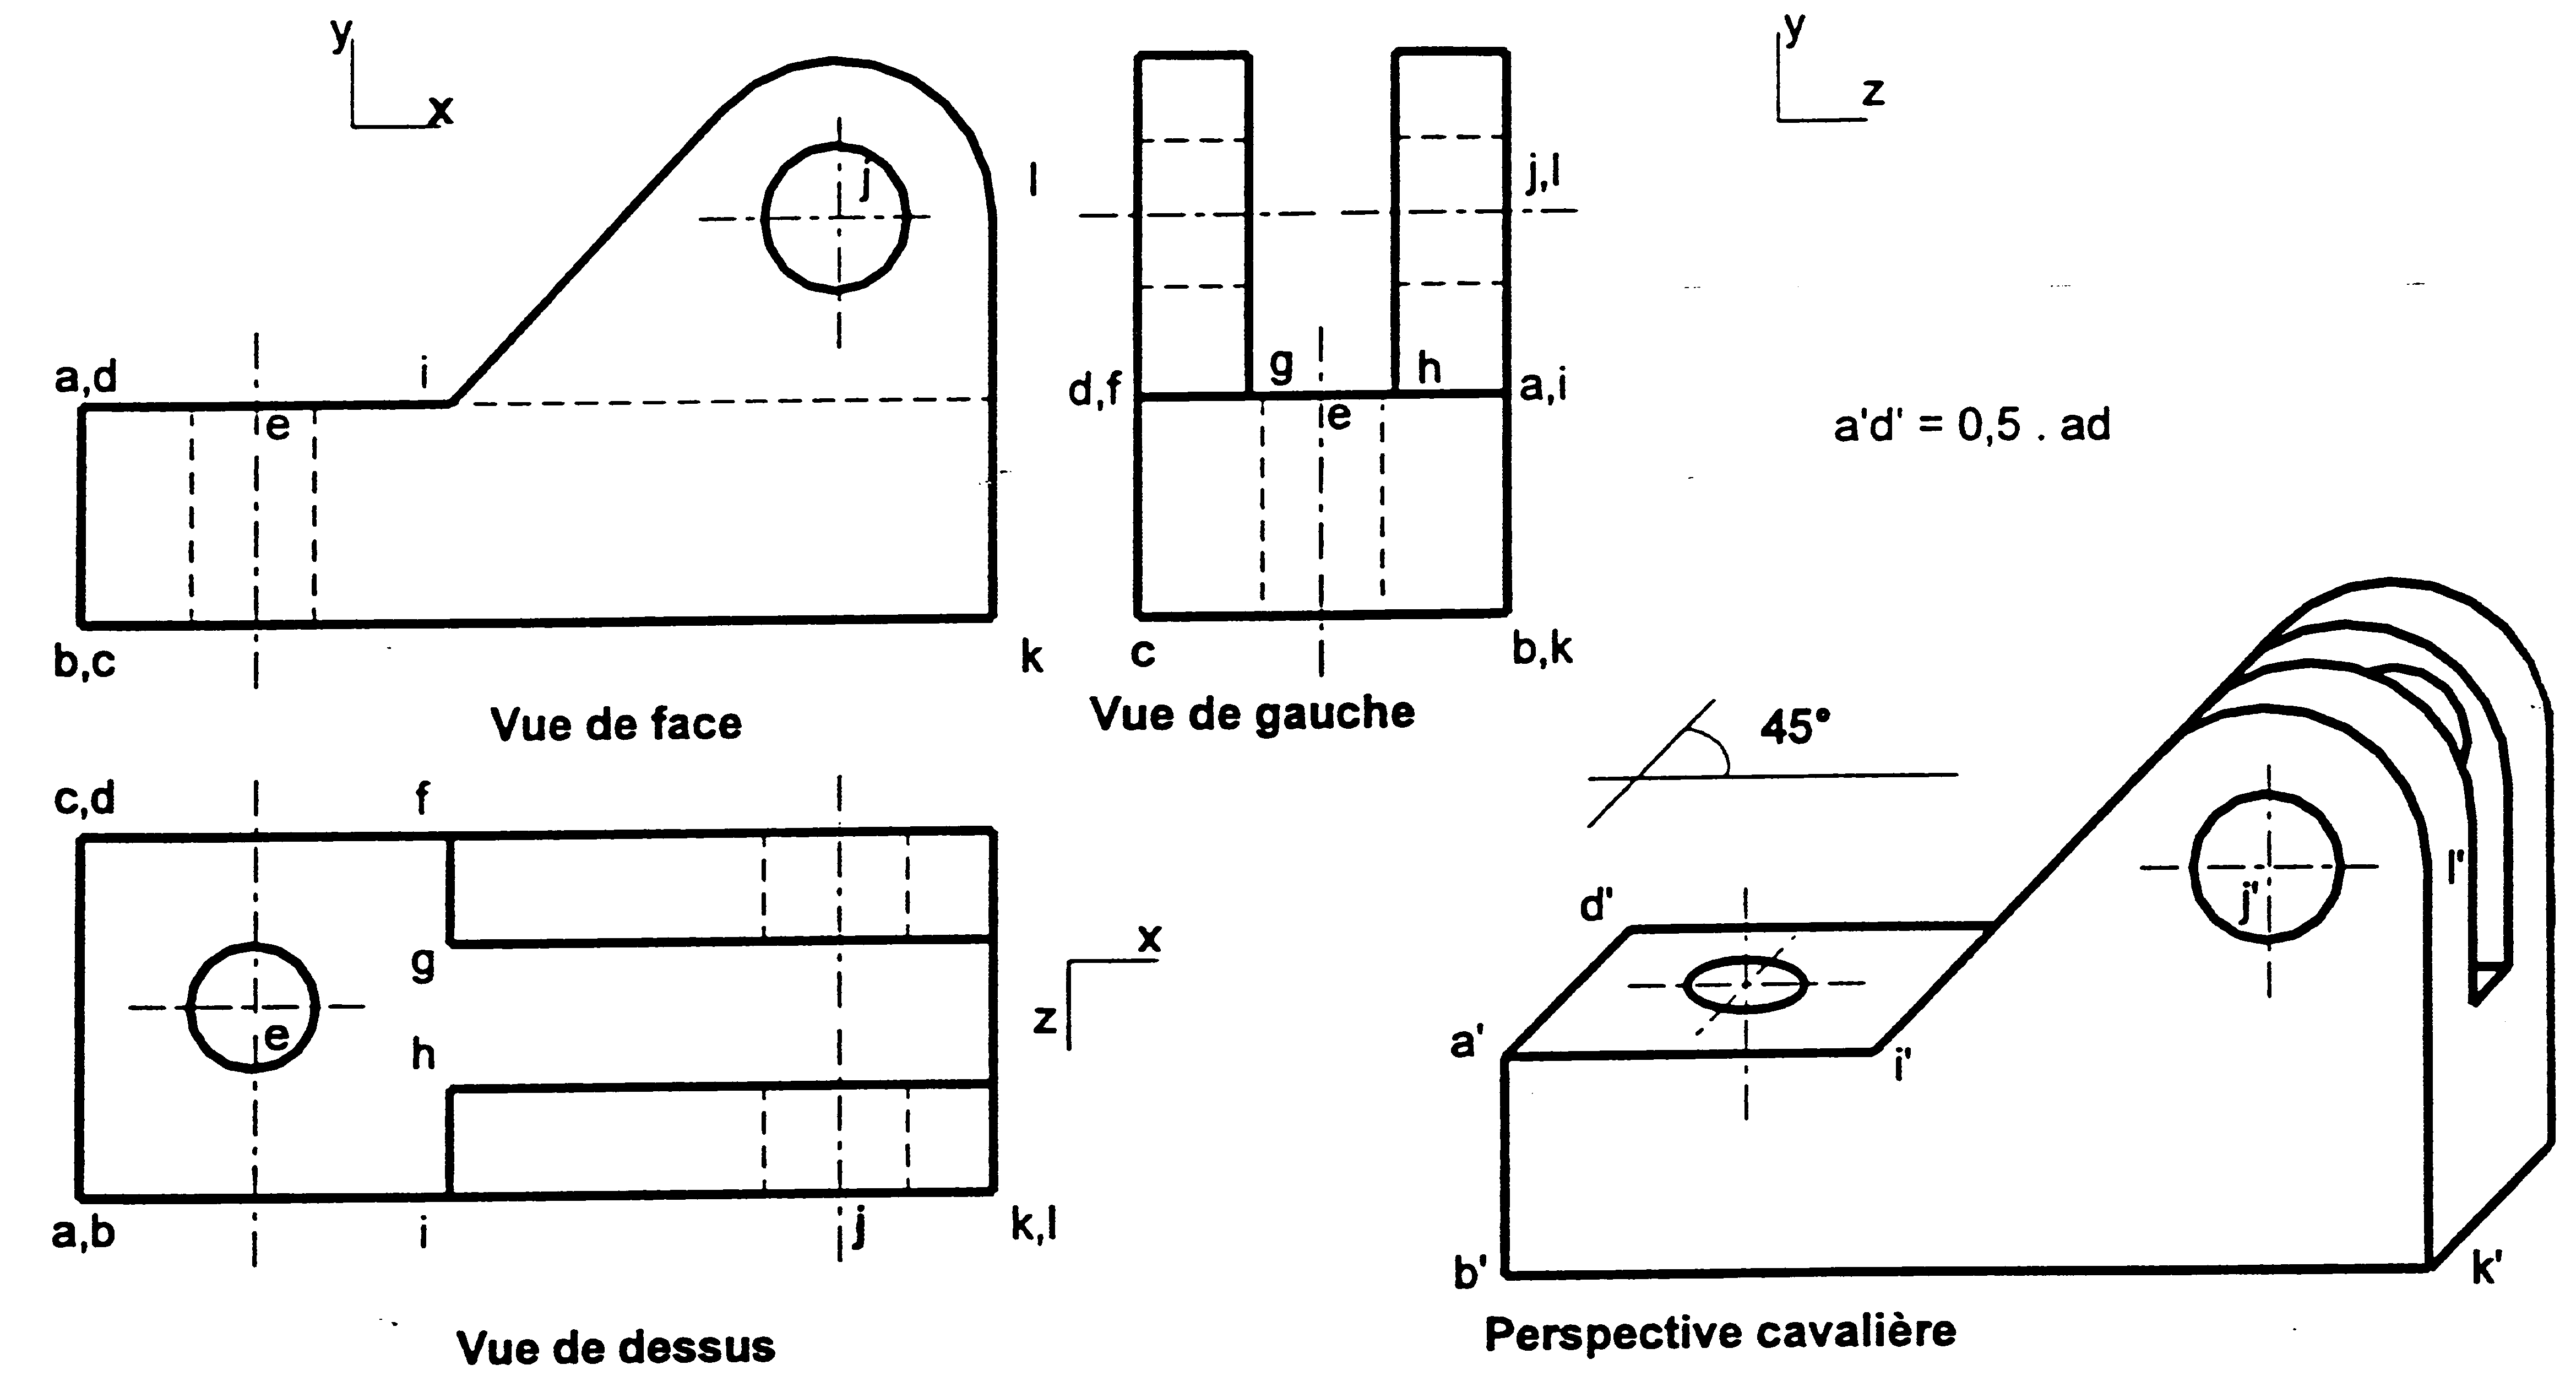 y
x
j
l
a,d
i
e
b,c
k
Vue de face
y
z
j,l
g
h
d,f
a,i
e
c
b,k
Vue de gauche
a'd' = 0,5 . ad
c,d
f
g
x
z
e
h
a,b
i
j
k,l
Vue de dessus
45°
d'
l'
j'
a'
i'
b'
k'
Perspective cavalière